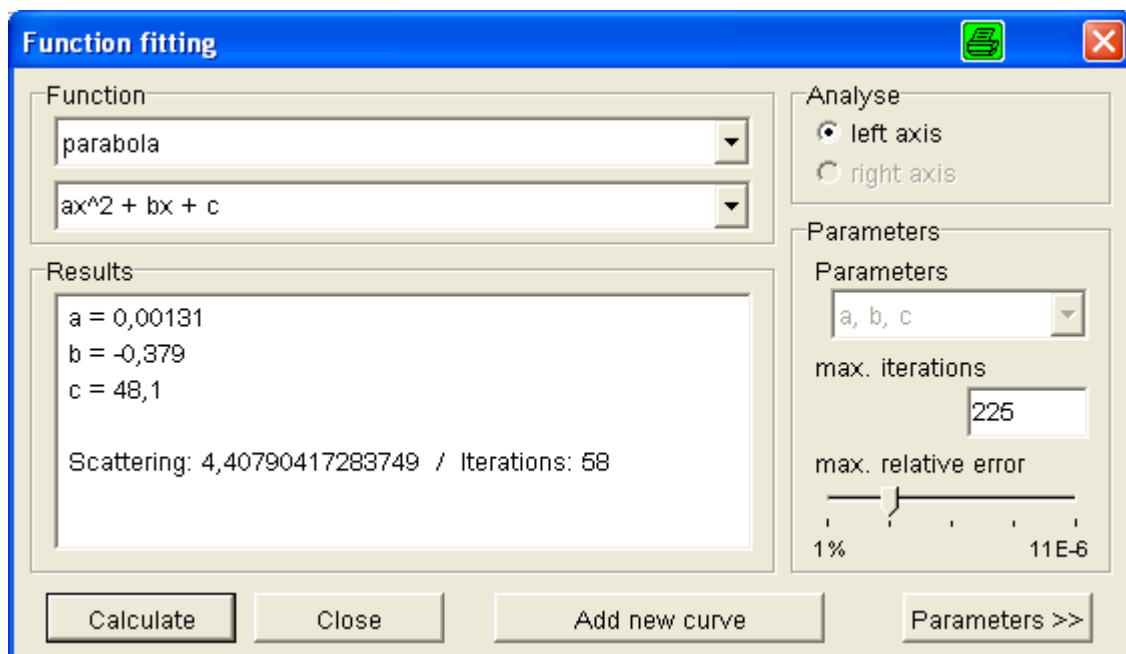 Function fitting
Function
parabola
ax^2 + bx + c
Results
a = 0,00131
b = -0,379
c = 48,1
Scattering: 4,40790417283749 / Iterations: 58
Analyse
left axis
right axis
Parameters
Parameters
a, b, c
max. iterations
225
max. relative error
1% 11E-6
Calculate
Close
Add new curve
Parameters >>